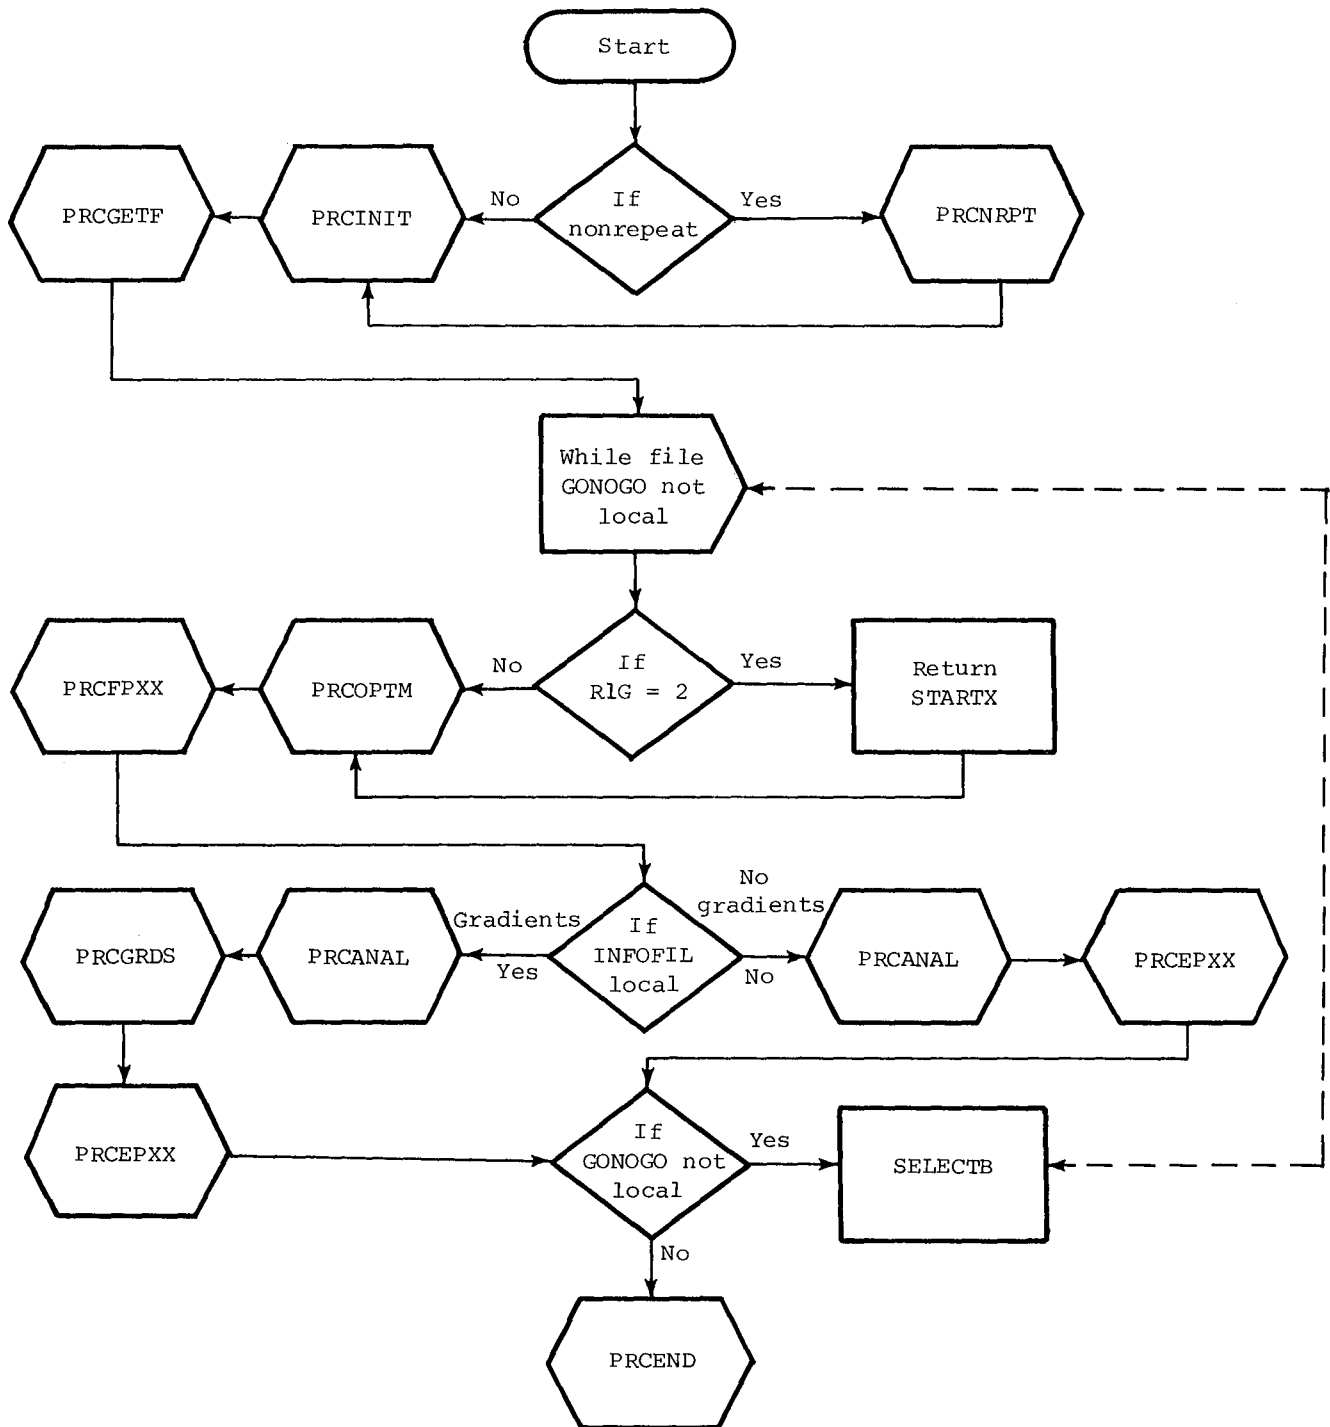 Start
PRCGETF
PRCINIT
No
If
nonrepeat
Yes
PRCNRPT
While file
GONOGO not
local
PRCFPXX
PRCOPTM
No
If
R1G = 2
Yes
Return
STARTX
PRCGRDS
PRCANAL
Gradients
Yes
If
INFOFIL
local
No
gradients
No
PRCANAL
PRCEPXX
PRCEPXX
If
GONOGO not
local
Yes
SELECTB
No
PRCEND